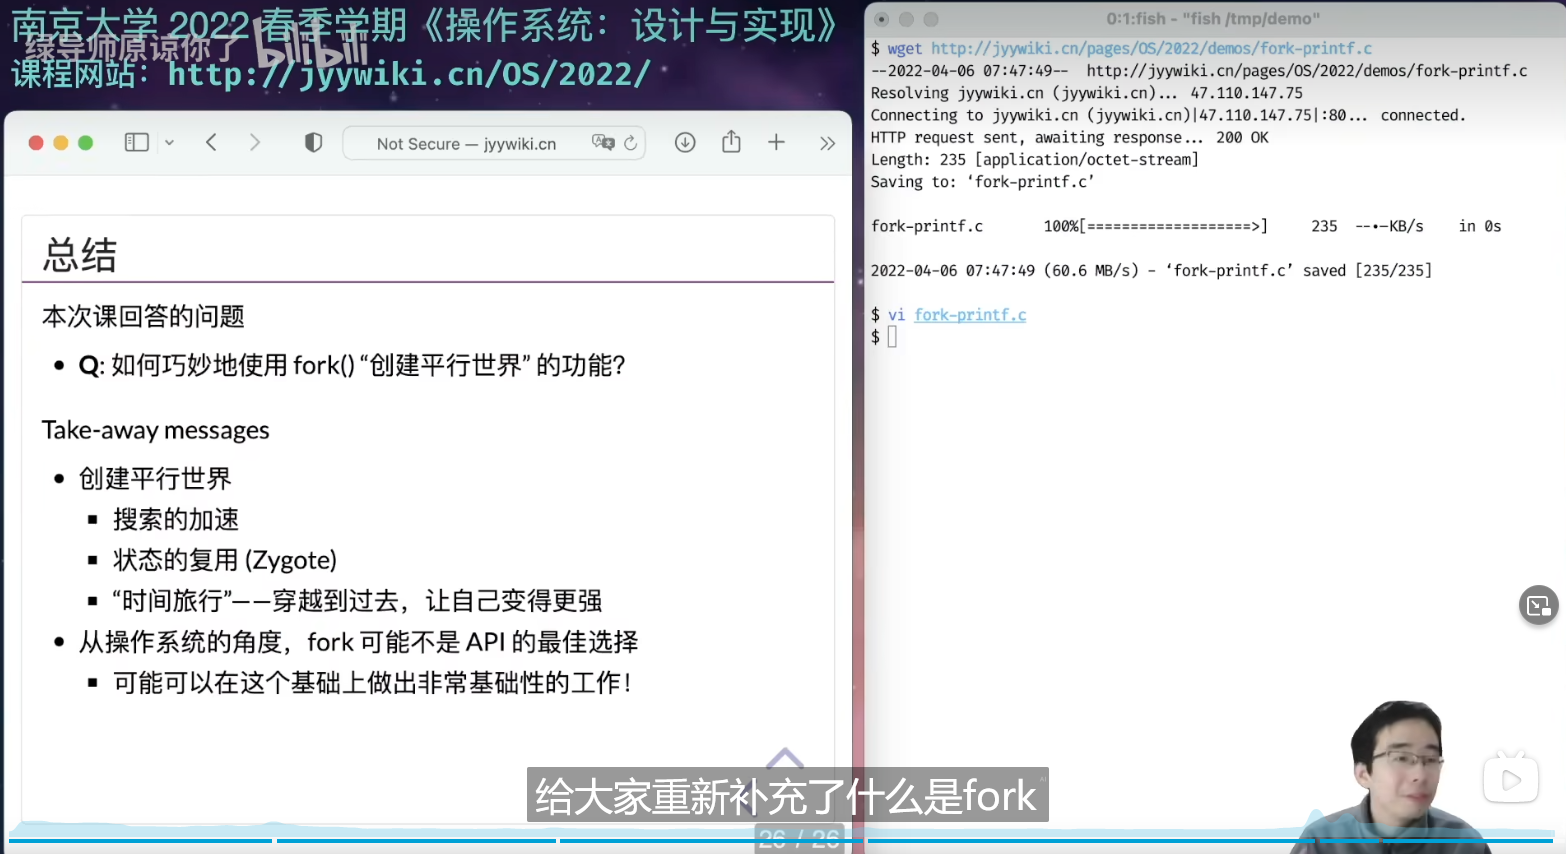 南京大学 2022 春季学期《操作系统：设计与实现》
绿导师原谅你了 bilibili
课程网站：http://jyywiki.cn/OS/2022/
Not Secure — jyywiki.cn
总结
本次课回答的问题
• Q: 如何巧妙地使用 fork() “创建平行世界” 的功能？
Take-away messages
• 创建平行世界
▪ 搜索的加速
▪ 状态的复用 (Zygote)
▪ “时间旅行”——穿越到过去，让自己变得更强
• 从操作系统的角度，fork 可能不是 API 的最佳选择
▪ 可能可以在这个基础上做出非常基础性的工作！
26 / 26
0:1:fish - "fish /tmp/demo"
$ wget http://jyywiki.cn/pages/OS/2022/demos/fork-printf.c
--2022-04-06 07:47:49-- http://jyywiki.cn/pages/OS/2022/demos/fork-printf.c
Resolving jyywiki.cn (jyywiki.cn)... 47.110.147.75
Connecting to jyywiki.cn (jyywiki.cn)|47.110.147.75|:80... connected.
HTTP request sent, awaiting response... 200 OK
Length: 235 [application/octet-stream]
Saving to: ‘fork-printf.c’
fork-printf.c 100%[===================>] 235 --.-KB/s in 0s
2022-04-06 07:47:49 (60.6 MB/s) - ‘fork-printf.c’ saved [235/235]
$ vi fork-printf.c
$
给大家重新补充了什么是fork
AI